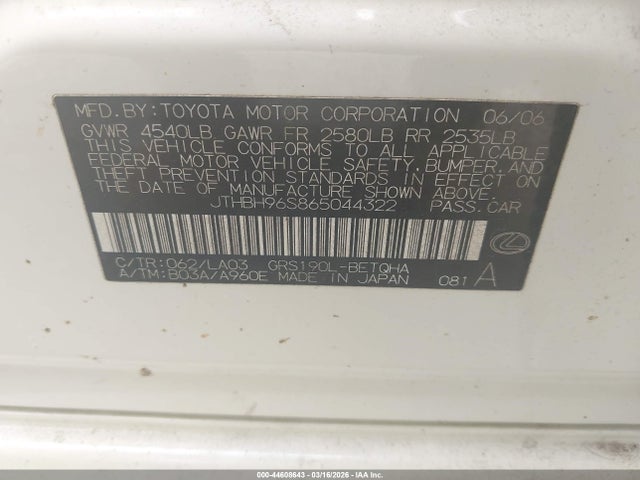 MFD. BY: TOYOTA MOTOR CORPORATION 06/06
GVWR 4540LB GAWR FR 2580LB RR 2535LB
THIS VEHICLE CONFORMS TO ALL APPLICABLE
FEDERAL MOTOR VEHICLE SAFETY, BUMPER, AND
THEFT PREVENTION STANDARDS IN EFFECT ON
THE DATE OF MANUFACTURE SHOWN ABOVE.
JTHBH96S865044322 PASS. CAR
C/TR: 062/LA03 GRS190L-BETQHA
A/TM: B03A/A960E MADE IN JAPAN 081 A
000-44608643 - 03/16/2026 - IAAI Inc.